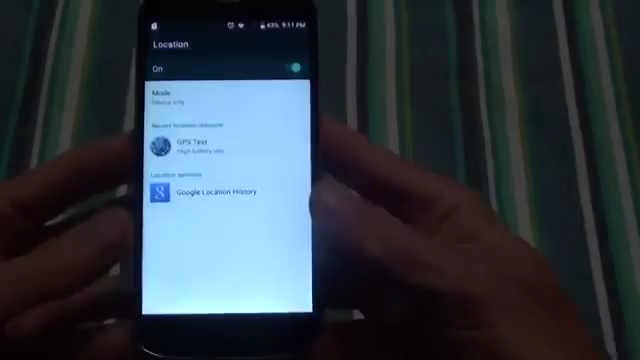 43% 9:11 PM
Location
On
Mode
Device only
Recent location requests
GPS Test
High battery use
Location services
8
Google Location History